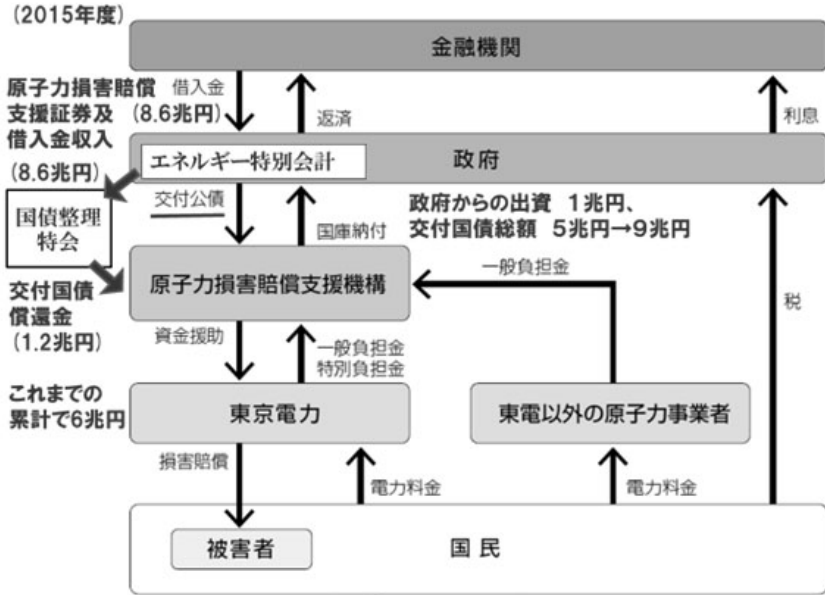 (2015年度)
金融機関
原子力損害賠償
支援証券及
借入金収入
(8.6兆円)
借入金
(8.6兆円)
返済
利息
エネルギー特別会計
政府
国債整理
特会
交付公債
国庫納付
政府からの出資 1兆円、
交付国債総額 5兆円→9兆円
原子力損害賠償支援機構
一般負担金
税
交付国債
償還金
(1.2兆円)
資金援助
一般負担金
特別負担金
これまでの
累計で6兆円
東京電力
東電以外の原子力事業者
損害賠償
電力料金
電力料金
被害者
国民